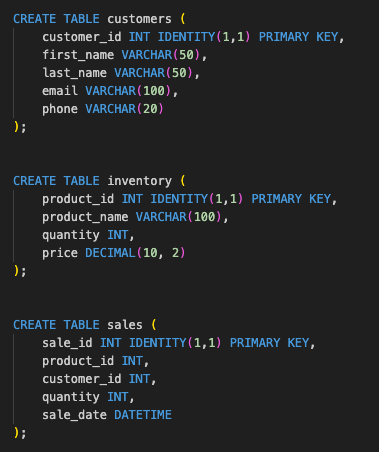 CREATE TABLE customers (
    customer_id INT IDENTITY(1,1) PRIMARY KEY,
    first_name VARCHAR(50),
    last_name VARCHAR(50),
    email VARCHAR(100),
    phone VARCHAR(20)
);
CREATE TABLE inventory (
    product_id INT IDENTITY(1,1) PRIMARY KEY,
    product_name VARCHAR(100),
    quantity INT,
    price DECIMAL(10, 2)
);
CREATE TABLE sales (
    sale_id INT IDENTITY(1,1) PRIMARY KEY,
    product_id INT,
    customer_id INT,
    quantity INT,
    sale_date DATETIME
);